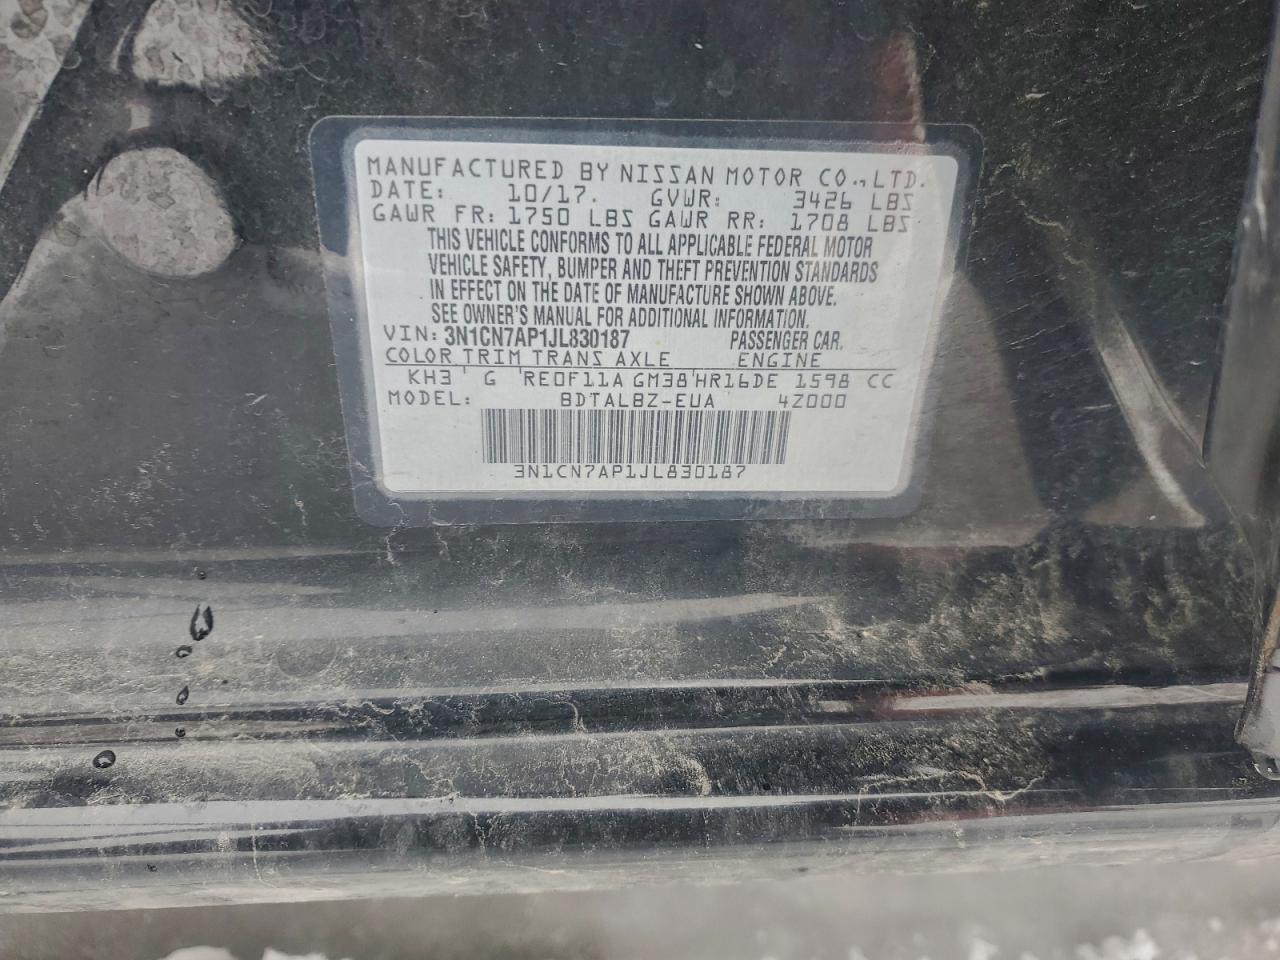 MANUFACTURED BY NISSAN MOTOR CO., LTD.
DATE: 10/17. GVWR: 3426 LBS
GAWR FR: 1750 LBS GAWR RR: 1708 LBS
THIS VEHICLE CONFORMS TO ALL APPLICABLE FEDERAL MOTOR
VEHICLE SAFETY, BUMPER AND THEFT PREVENTION STANDARDS
IN EFFECT ON THE DATE OF MANUFACTURE SHOWN ABOVE.
SEE OWNER'S MANUAL FOR ADDITIONAL INFORMATION.
VIN: 3N1CN7AP1JL830187 PASSENGER CAR.
COLOR TRIM TRANS AXLE ENGINE
KH3 G RE0F11A GM38 HR16DE 1598 CC
MODEL: BDTALBZ-EUA 4Z000
3N1CN7AP1JL830187